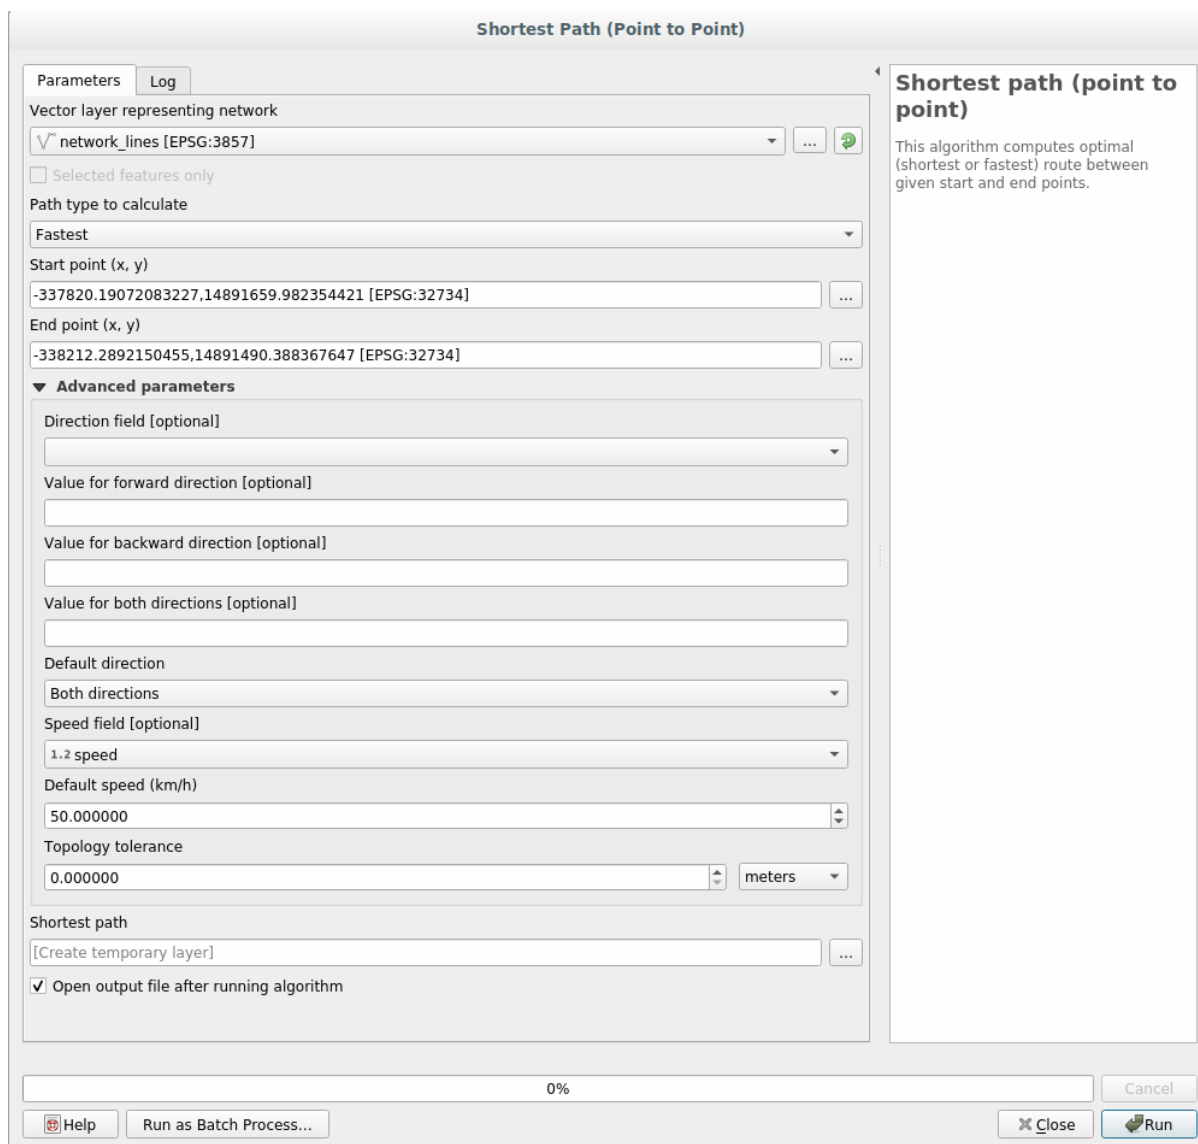 Shortest Path (Point to Point)
Parameters
Log
Vector layer representing network
network_lines [EPSG:3857]
...
Selected features only
Path type to calculate
Fastest
Start point (x, y)
-337820.19072083227,14891659.982354421 [EPSG:32734]
...
End point (x, y)
-338212.2892150455,14891490.388367647 [EPSG:32734]
...
Advanced parameters
Direction field [optional]
Value for forward direction [optional]
Value for backward direction [optional]
Value for both directions [optional]
Default direction
Both directions
Speed field [optional]
1.2 speed
Default speed (km/h)
50.000000
Topology tolerance
0.000000
meters
Shortest path
[Create temporary layer]
...
Open output file after running algorithm
Shortest path (point to
point)
This algorithm computes optimal
(shortest or fastest) route between
given start and end points.
0%
Cancel
Help
Run as Batch Process...
Close
Run